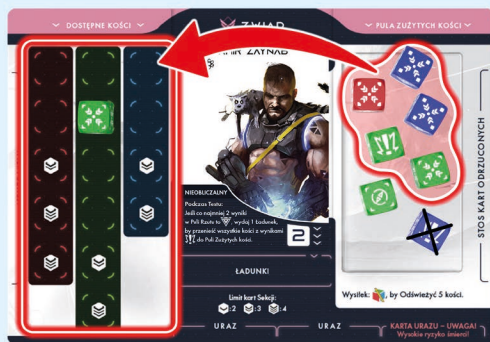 DOSTĘPNE KOŚCI
ZWIAD
PULA ZUŻYTYCH KOŚCI
ZAYNAB
NIEOBLICZALNY
Podczas Testu:
Jeśli co najmniej 2 wyniki
w Puli Rzutu to , wydaj 1 Ładunek,
by przenieść wszystkie kości z wynikami
do Puli Zużytych kości.
2
ŁADUNKI
Limit kart Sekcji:
:2 :3 :4
URAZ
URAZ
Wysiłek: , by Odświeżyć 5 kości.
KARTA URAZU – UWAGA!
Wysokie ryzyko śmierci!
STOS KART ODRZUCONYCH